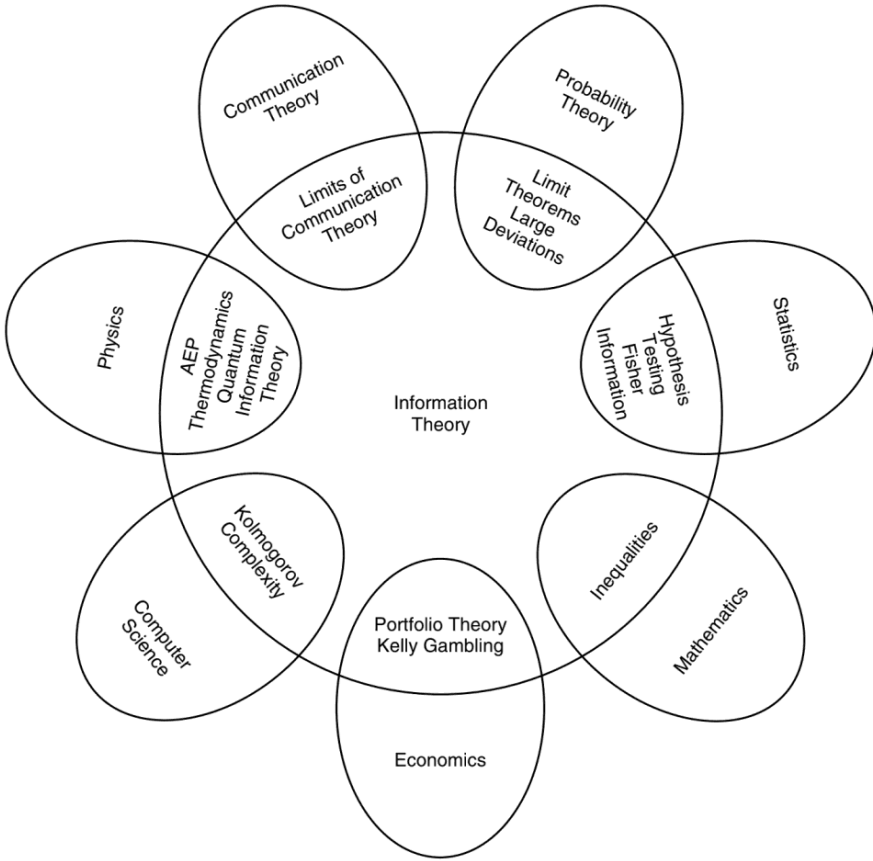 Communication
Theory
Probability
Theory
Limits of
Communication
Theory
Limit
Theorems
Large
Deviations
Physics
AEP
Thermodynamics
Quantum
Information
Theory
Hypothesis
Testing
Fisher
Information
Statistics
Information
Theory
Kolmogorov
Complexity
Computer
Science
Portfolio Theory
Kelly Gambling
Economics
Inequalities
Mathematics